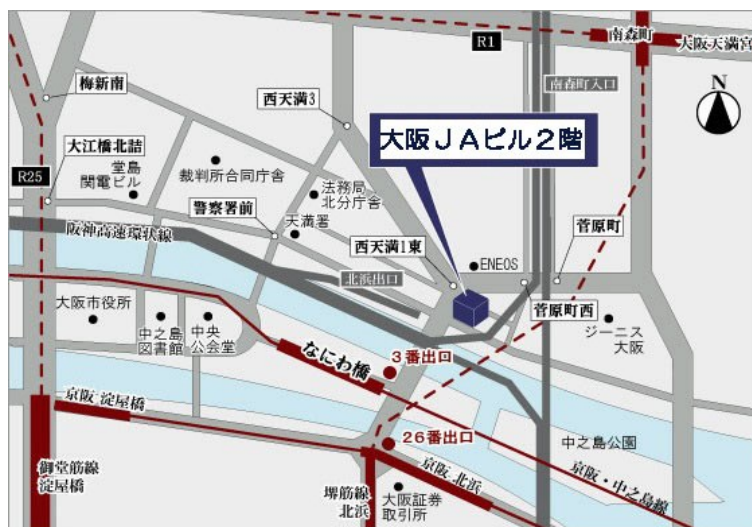 R1
南森町
大阪天満宮
梅新南
南森町入口
N
西天満3
大阪JAビル2階
大江橋北詰
R25
堂島
関電ビル
裁判所合同庁舎
法務局
北分庁舎
警察署前
天満署
阪神高速環状線
西天満1東
ENEOS
菅原町
北浜出口
菅原町西
大阪市役所
中之島
図書館
中央
公会堂
ジーニス
大阪
なにわ橋
3番出口
京阪 淀屋橋
26番出口
中之島公園
御堂筋線
淀屋橋
堺筋線
北浜
京阪 北浜
京阪・中之島線
大阪証券
取引所